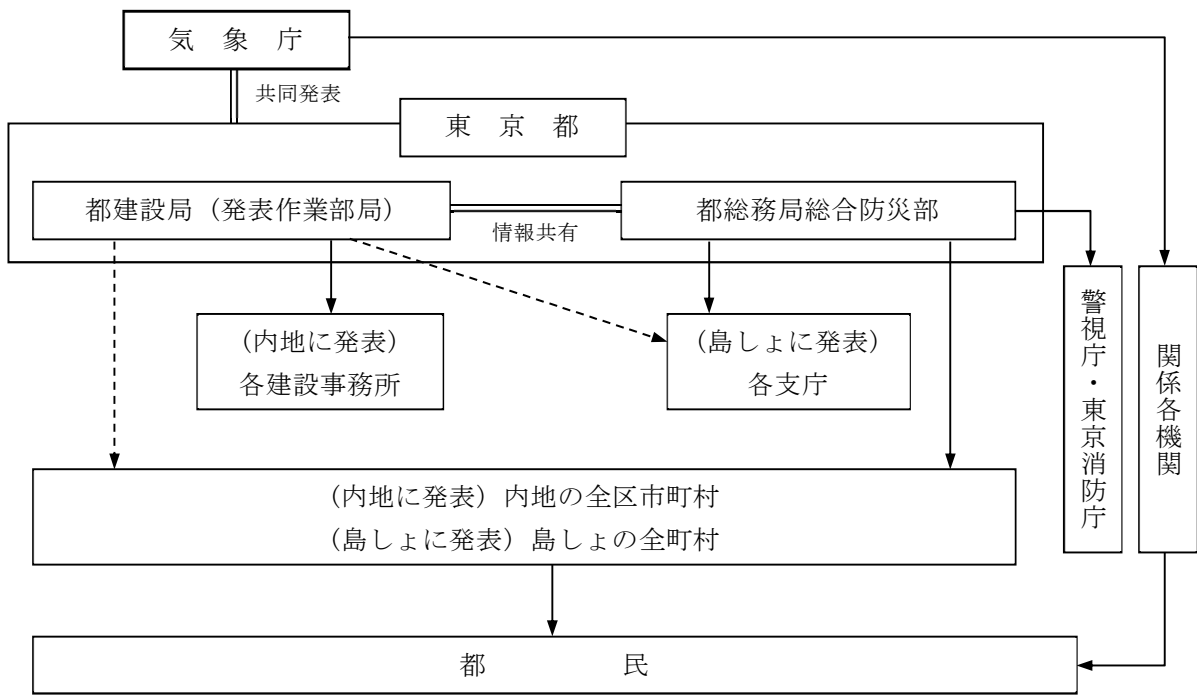 気　象　庁
共同発表
東　京　都
都建設局（発表作業部局）
情報共有
都総務局総合防災部
（内地に発表）
各建設事務所
（島しょに発表）
各支庁
警視庁・東京消防庁
関係各機関
（内地に発表）内地の全区市町村
（島しょに発表）島しょの全町村
都　　　　民